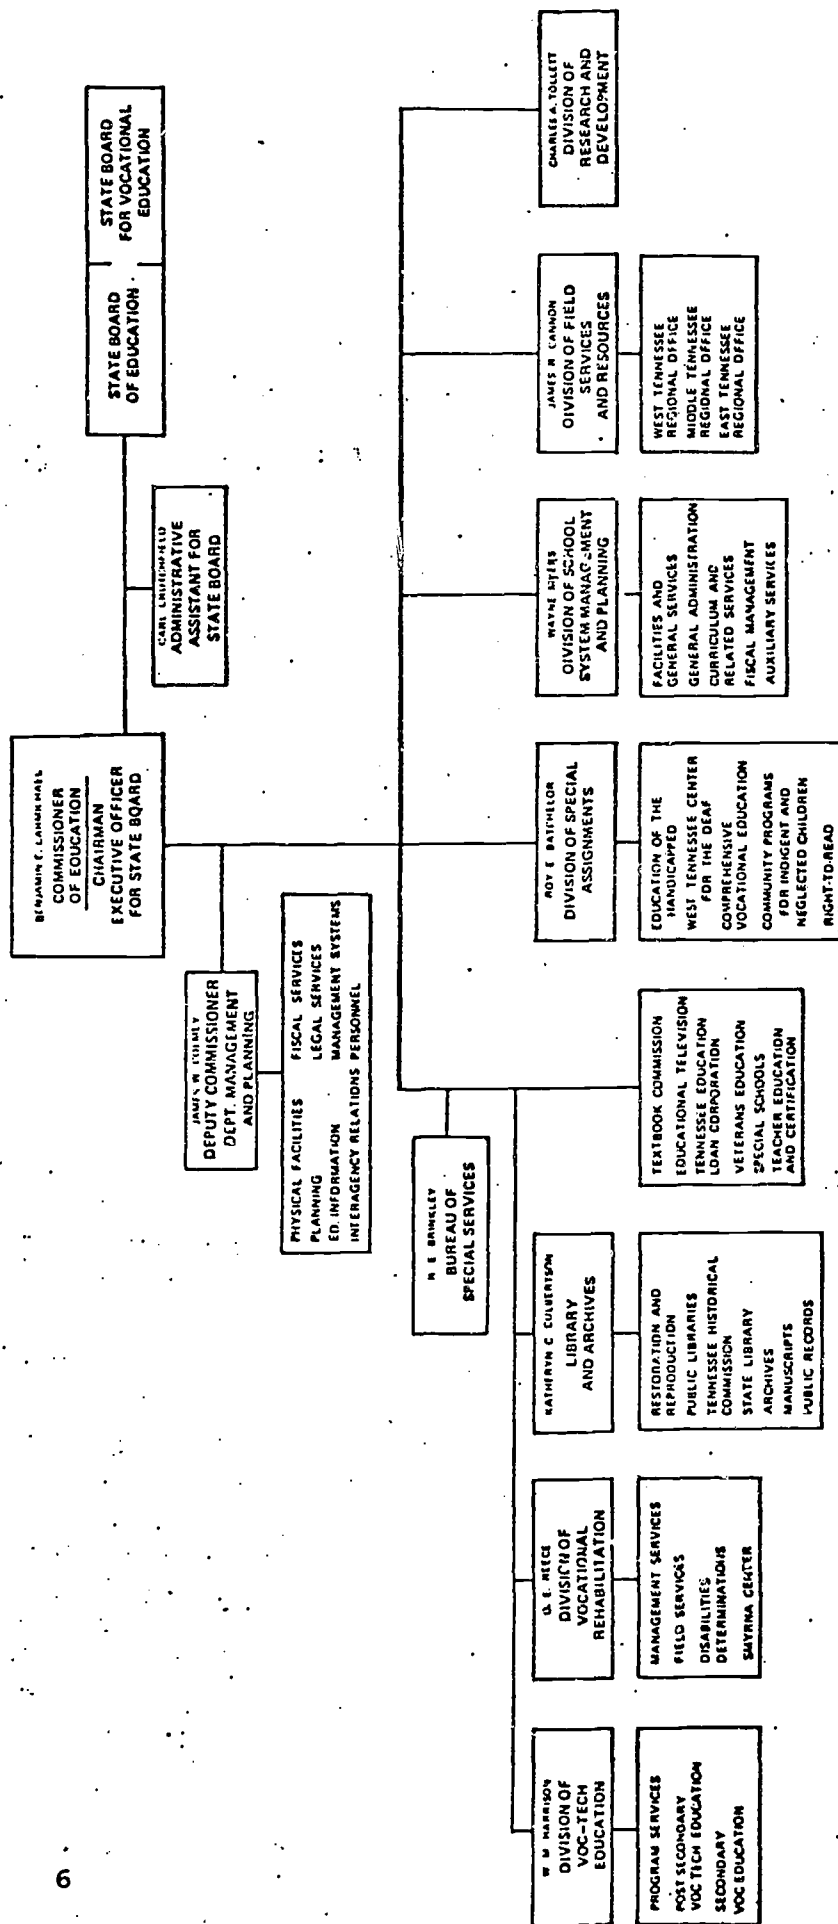 COMMISSIONER
OF EDUCATION
CHAIRMAN
EXECUTIVE OFFICER
FOR STATE BOARD
STATE BOARD
OF EDUCATION
STATE BOARD
FOR VOCATIONAL
EDUCATION
CARL
ADMINISTRATIVE
ASSISTANT FOR
STATE BOARD
JAMES W.
DEPUTY COMMISSIONER
DEPT. MANAGEMENT
AND PLANNING
PHYSICAL FACILITIES FISCAL SERVICES
PLANNING LEGAL SERVICES
ED. INFORMATION MANAGEMENT SYSTEMS
INTERAGENCY RELATIONS PERSONNEL
E BRINKLEY
BUREAU OF
SPECIAL SERVICES
W M HARRISON
DIVISION OF
VOC-TECH
EDUCATION
PROGRAM SERVICES
POST SECONDARY
VOC TECH EDUCATION
SECONDARY
VOC EDUCATION
O. E. REECE
DIVISION OF
VOCATIONAL
REHABILITATION
MANAGEMENT SERVICES
FIELD SERVICES
DISABILITIES
DETERMINATIONS
SMYRNA CENTER
KATHERYN C CULBERTSON
LIBRARY
AND ARCHIVES
RESTORATION AND
REPRODUCTION
PUBLIC LIBRARIES
TENNESSEE HISTORICAL
COMMISSION
STATE LIBRARY
ARCHIVES
MANUSCRIPTS
PUBLIC RECORDS
TEXTBOOK COMMISSION
EDUCATIONAL TELEVISION
TENNESSEE EDUCATION
LOAN CORPORATION
VETERANS EDUCATION
SPECIAL SCHOOLS
TEACHER EDUCATION
AND CERTIFICATION
ROY E BATCHELOR
DIVISION OF SPECIAL
ASSIGNMENTS
EDUCATION OF THE
HANDICAPPED
WEST TENNESSEE CENTER
FOR THE DEAF
COMPREHENSIVE
VOCATIONAL EDUCATION
COMMUNITY PROGRAMS
FOR INDIGENT AND
NEGLECTED CHILDREN
RIGHT-TO-READ
WAYNE MYERS
DIVISION OF SCHOOL
SYSTEM MANAGEMENT
AND PLANNING
FACILITIES AND
GENERAL SERVICES
GENERAL ADMINISTRATION
CURRICULUM AND
RELATED SERVICES
FISCAL MANAGEMENT
AUXILIARY SERVICES
JAMES M CANNON
DIVISION OF FIELD
SERVICES
AND RESOURCES
WEST TENNESSEE
REGIONAL OFFICE
MIDDLE TENNESSEE
REGIONAL OFFICE
EAST TENNESSEE
REGIONAL OFFICE
CHARLES A. TOLLETT
DIVISION OF
RESEARCH AND
DEVELOPMENT
6